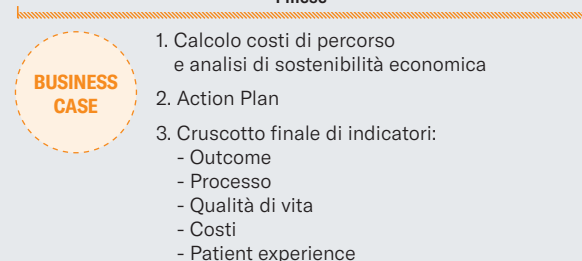 BUSINESS
CASE
1. Calcolo costi di percorso
e analisi di sostenibilità economica
2. Action Plan
3. Cruscotto finale di indicatori:
- Outcome
- Processo
- Qualità di vita
- Costi
- Patient experience